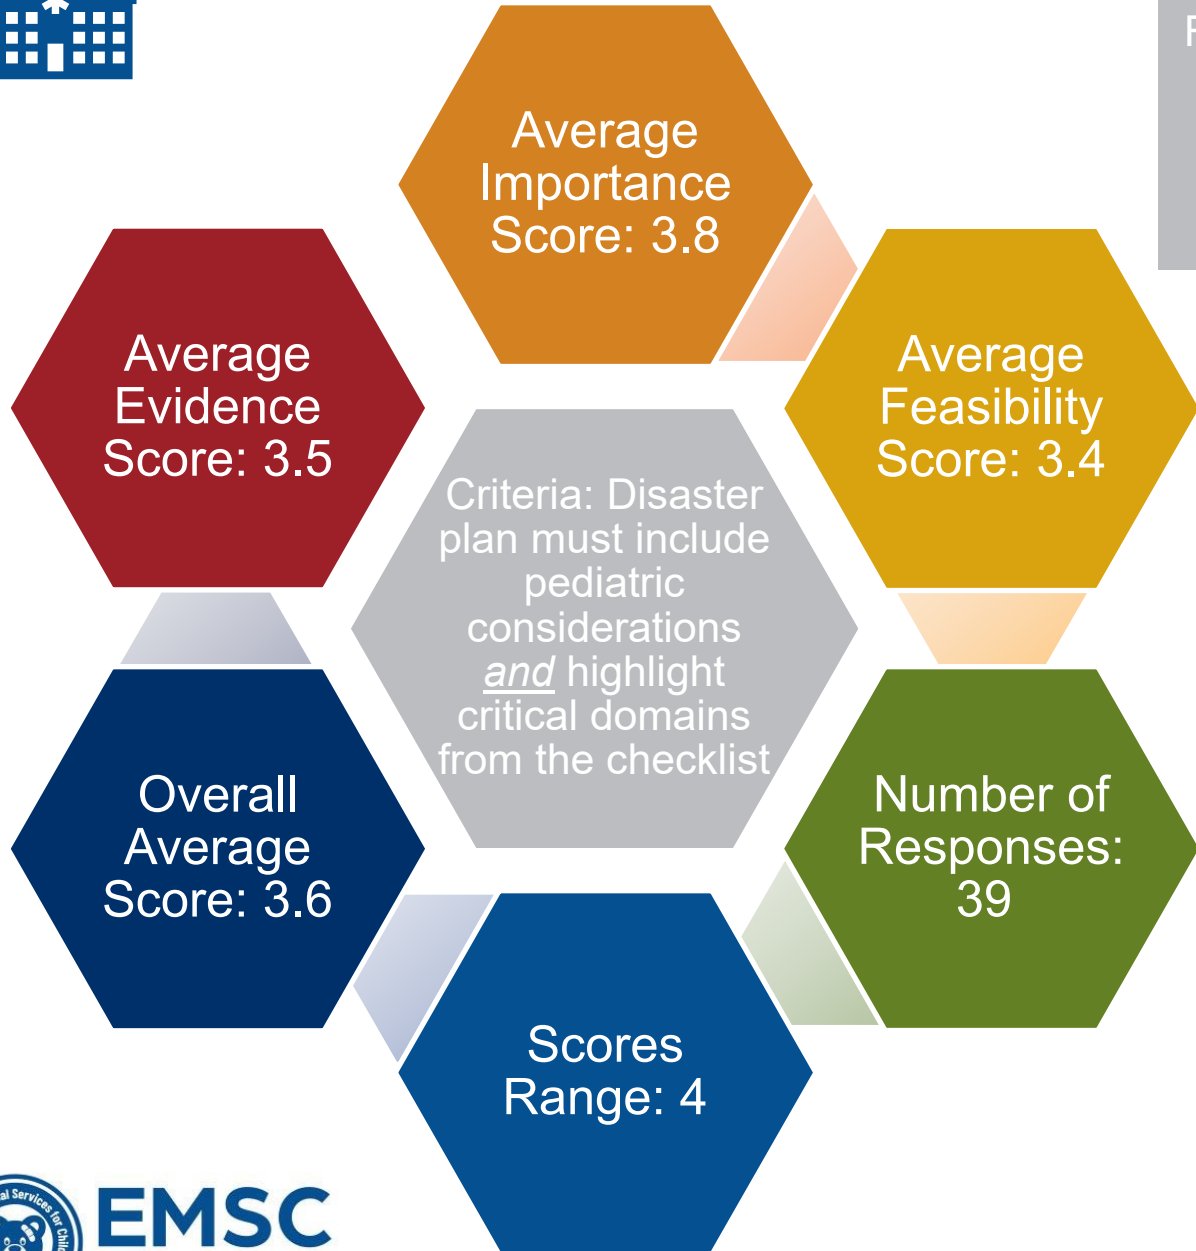 Average
Importance
Score: 3.8
Average
Feasibility
Score: 3.4
Number of
Responses:
39
Scores
Range: 4
Overall
Average
Score: 3.6
Average
Evidence
Score: 3.5
Criteria: Disaster
plan must include
pediatric
considerations
and highlight
critical domains
from the checklist
EMSC